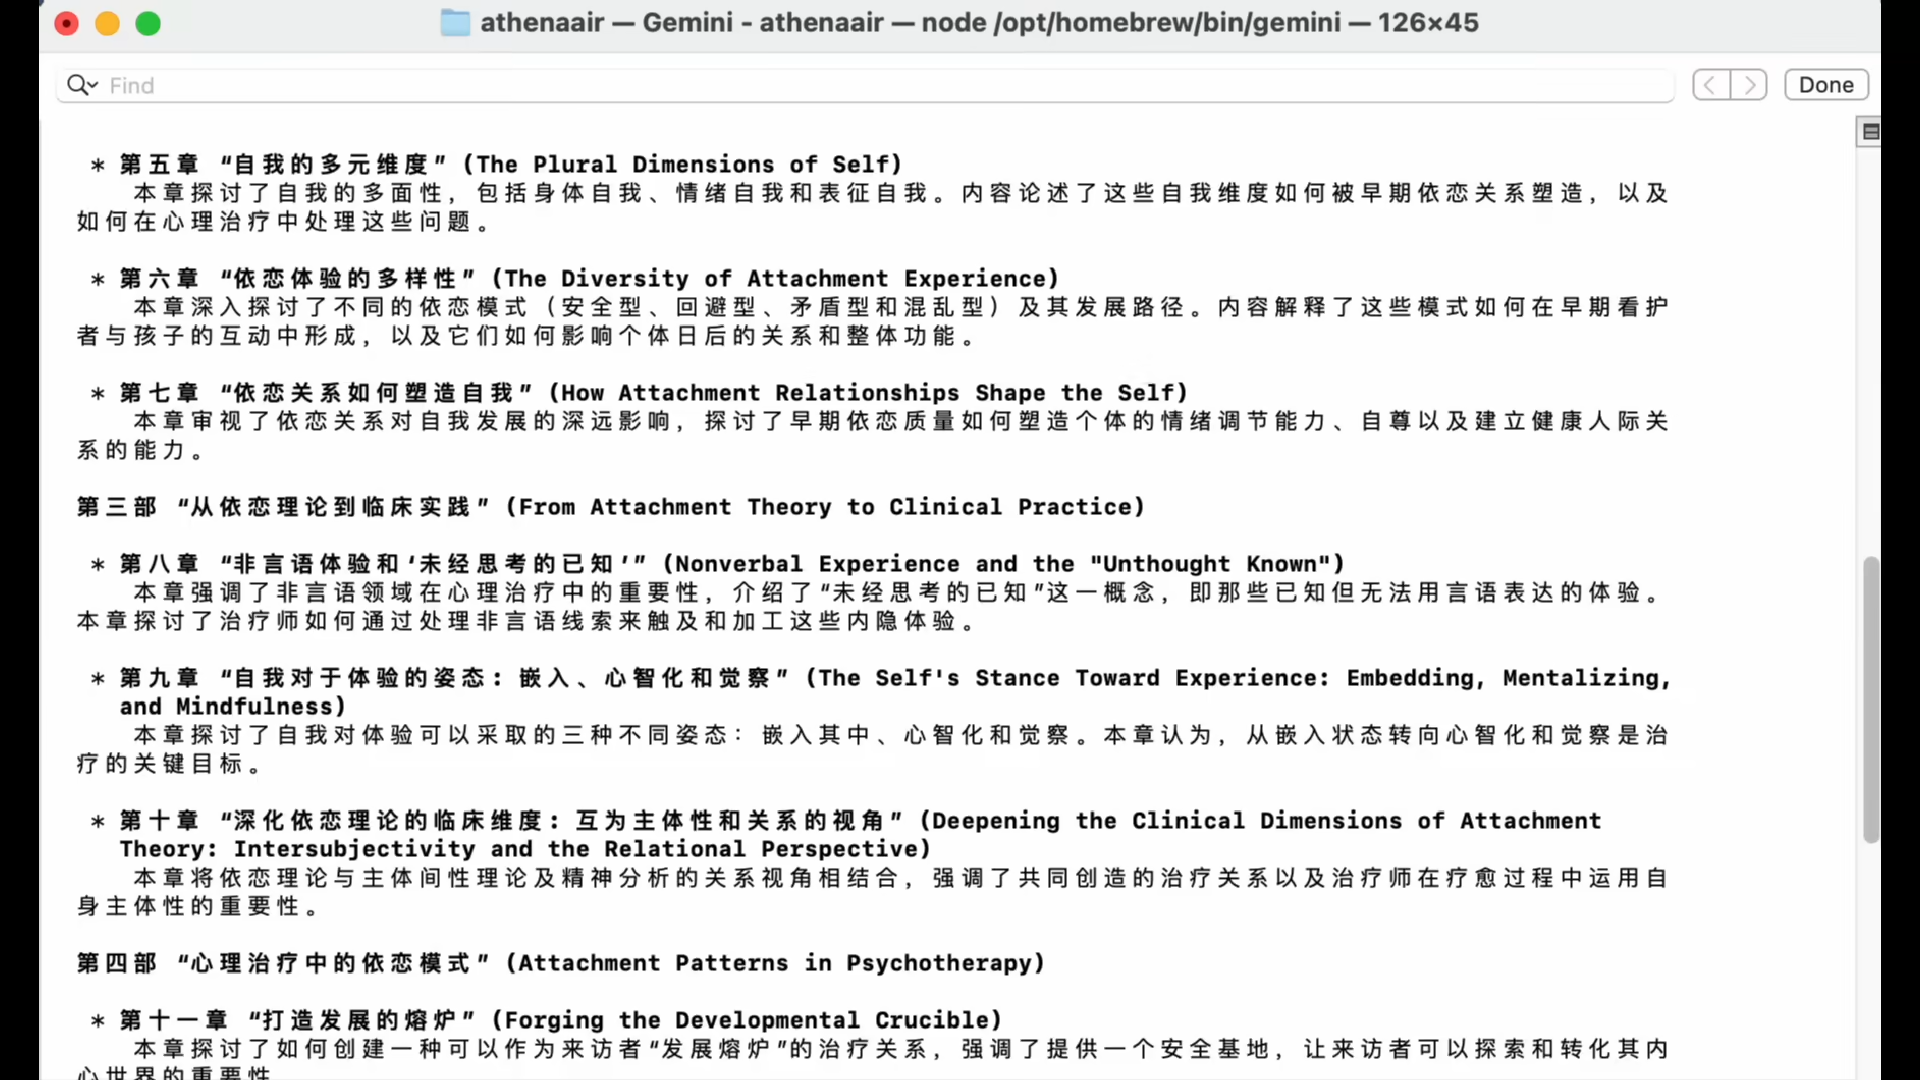 athenaair — Gemini - athenaair — node /opt/homebrew/bin/gemini — 126×45
Find
Done
* 第五章 “自我的多元维度” (The Plural Dimensions of Self)
本章探讨了自我的多面性，包括身体自我、情绪自我和表征自我。内容论述了这些自我维度如何被早期依恋关系塑造，以及
如何在心理治疗中处理这些问题。
* 第六章 “依恋体验的多样性” (The Diversity of Attachment Experience)
本章深入探讨了不同的依恋模式（安全型、回避型、矛盾型和混乱型）及其发展路径。内容解释了这些模式如何在早期看护
者与孩子的互动中形成，以及它们如何影响个体日后的关系和整体功能。
* 第七章 “依恋关系如何塑造自我” (How Attachment Relationships Shape the Self)
本章审视了依恋关系对自我发展的深远影响，探讨了早期依恋质量如何塑造个体的情绪调节能力、自尊以及建立健康人际关
系的能力。
第三部 “从依恋理论到临床实践” (From Attachment Theory to Clinical Practice)
* 第八章 “非言语体验和‘未经思考的已知’” (Nonverbal Experience and the "Unthought Known")
本章强调了非言语领域在心理治疗中的重要性，介绍了“未经思考的已知”这一概念，即那些已知但无法用言语表达的体验。
本章探讨了治疗师如何通过处理非言语线索来触及和加工这些内隐体验。
* 第九章 “自我对于体验的姿态：嵌入、心智化和觉察” (The Self's Stance Toward Experience: Embedding, Mentalizing,
and Mindfulness)
本章探讨了自我对体验可以采取的三种不同姿态：嵌入其中、心智化和觉察。本章认为，从嵌入状态转向心智化和觉察是治
疗的关键目标。
* 第十章 “深化依恋理论的临床维度：互为主体性和关系的视角” (Deepening the Clinical Dimensions of Attachment
Theory: Intersubjectivity and the Relational Perspective)
本章将依恋理论与主体间性理论及精神分析的关系视角相结合，强调了共同创造的治疗关系以及治疗师在疗愈过程中运用自
身主体性的重要性。
第四部 “心理治疗中的依恋模式” (Attachment Patterns in Psychotherapy)
* 第十一章 “打造发展的熔炉” (Forging the Developmental Crucible)
本章探讨了如何创建一种可以作为来访者“发展熔炉”的治疗关系，强调了提供一个安全基地，让来访者可以探索和转化其内
心世界的重要性